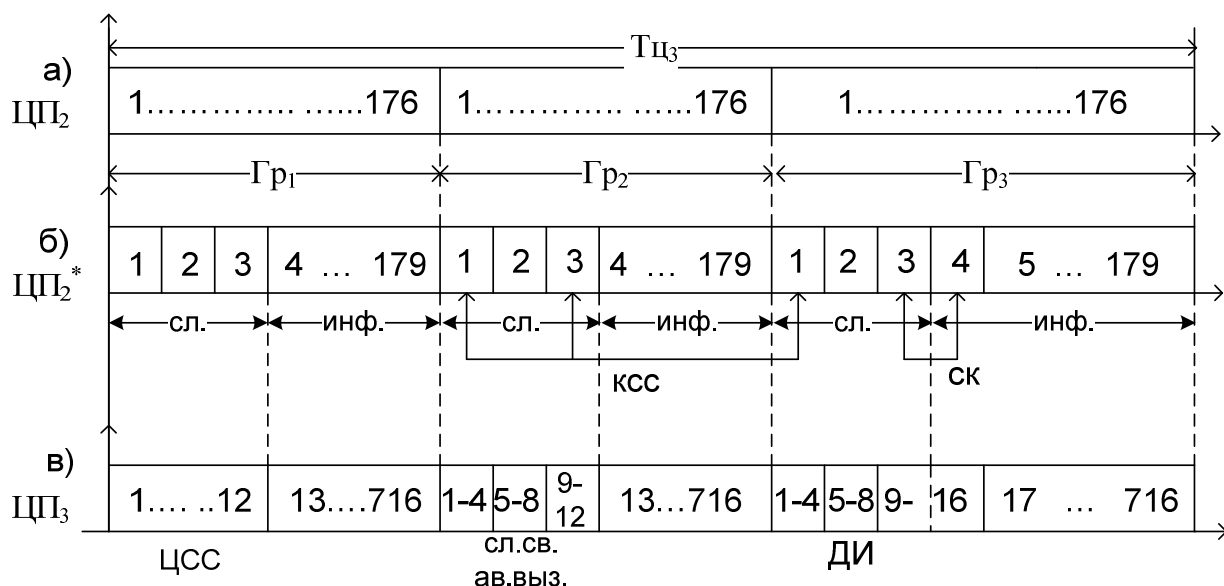 Тц₃
а)
ЦП₂
1…………… ……176 1…………… ……176 1…………… ……176
Гр₁ Гр₂ Гр₃
б)
ЦП₂*
1 2 3 4 … 179 1 2 3 4 … 179 1 2 3 4 5 … 179
сл. инф. сл. инф. сл. инф.
КСС СК
в)
ЦП₃
1…. ..12 13….716 1-4 5-8 9-12 13…716 1-4 5-8 9- 16 17 … 716
ЦСС сл.св. ДИ
ав.выз.